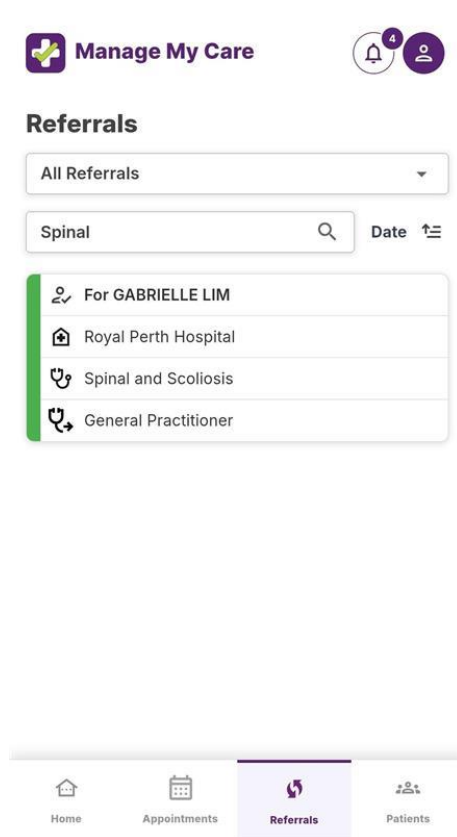 Manage My Care
4
Referrals
All Referrals
Spinal
Date
For GABRIELLE LIM
Royal Perth Hospital
Spinal and Scoliosis
General Practitioner
Home
Appointments
Referrals
Patients